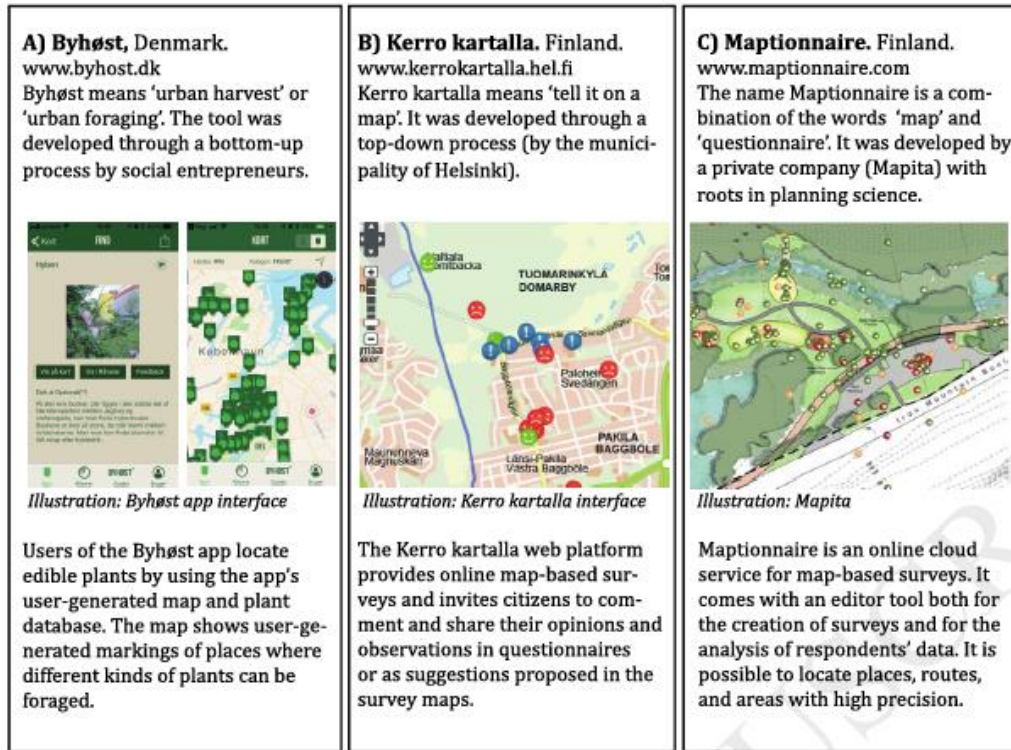 A) Byhøst, Denmark.
www.byhost.dk
Byhøst means ‘urban harvest’ or
‘urban foraging’. The tool was
developed through a bottom-up
process by social entrepreneurs.
Kort
FIND
Hyben
KORT
København
Illustration: Byhøst app interface
Users of the Byhøst app locate
edible plants by using the app’s
user-generated map and plant
database. The map shows user-ge-
nerated markings of places where
different kinds of plants can be
foraged.
B) Kerro kartalla. Finland.
www.kerrokartalla.hel.fi
Kerro kartalla means ‘tell it on a
map’. It was developed through a
top-down process (by the munici-
pality of Helsinki).
TUOMARINKYLÄ
DOMARBY
Paloheinä
Svedängen
PAKILA
BAGGBÖLE
Maununneva
Magnuskärr
Länsi-Pakila
Västra Baggböle
Illustration: Kerro kartalla interface
The Kerro kartalla web platform
provides online map-based sur-
veys and invites citizens to com-
ment and share their opinions and
observations in questionnaires
or as suggestions proposed in the
survey maps.
C) Maptionnaire. Finland.
www.maptionnaire.com
The name Maptionnaire is a com-
bination of the words ‘map’ and
‘questionnaire’. It was developed by
a private company (Mapita) with
roots in planning science.
Illustration: Mapita
Maptionnaire is an online cloud
service for map-based surveys. It
comes with an editor tool both for
the creation of surveys and for the
analysis of respondents’ data. It is
possible to locate places, routes,
and areas with high precision.